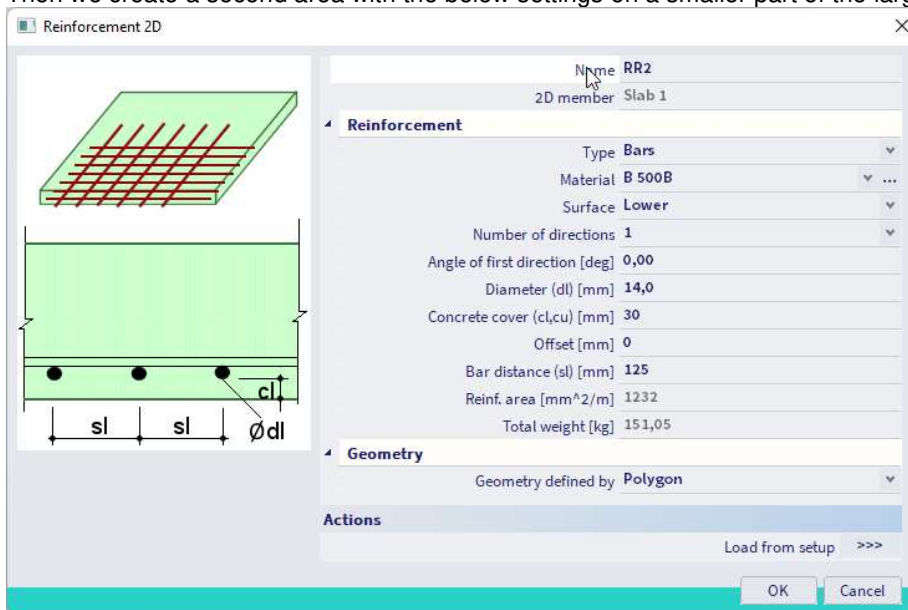 Then we create a second area with the below settings on a smaller part of the larg
Reinforcement 2D
Name RR2
2D member Slab 1
Reinforcement
Type Bars
Material B 500B ...
Surface Lower
Number of directions 1
Angle of first direction [deg] 0,00
Diameter (dl) [mm] 14,0
Concrete cover (cl,cu) [mm] 30
Offset [mm] 0
Bar distance (sl) [mm] 125
Reinf. area [mm^2/m] 1232
Total weight [kg] 151,05
Geometry
Geometry defined by Polygon
Actions
Load from setup >>>
OK Cancel
cl
sl sl Ødl